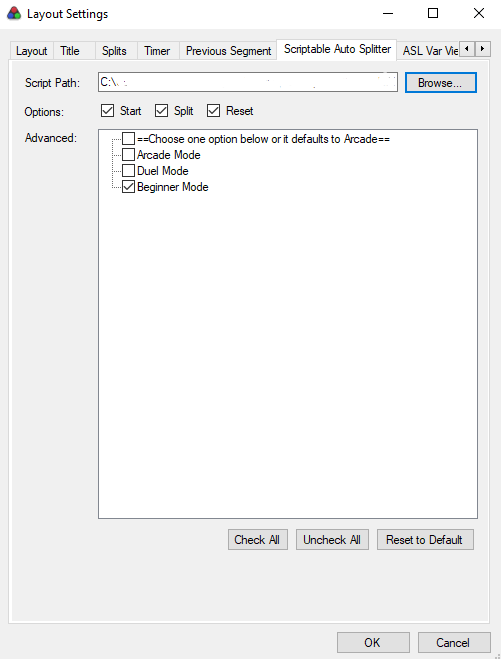 Layout Settings
Layout Title Splits Timer Previous Segment Scriptable Auto Splitter ASL Var Vie
Script Path: C:\ Browse...
Options: Start Split Reset
Advanced: ==Choose one option below or it defaults to Arcade==
Arcade Mode
Duel Mode
Beginner Mode
Check All Uncheck All Reset to Default
OK Cancel